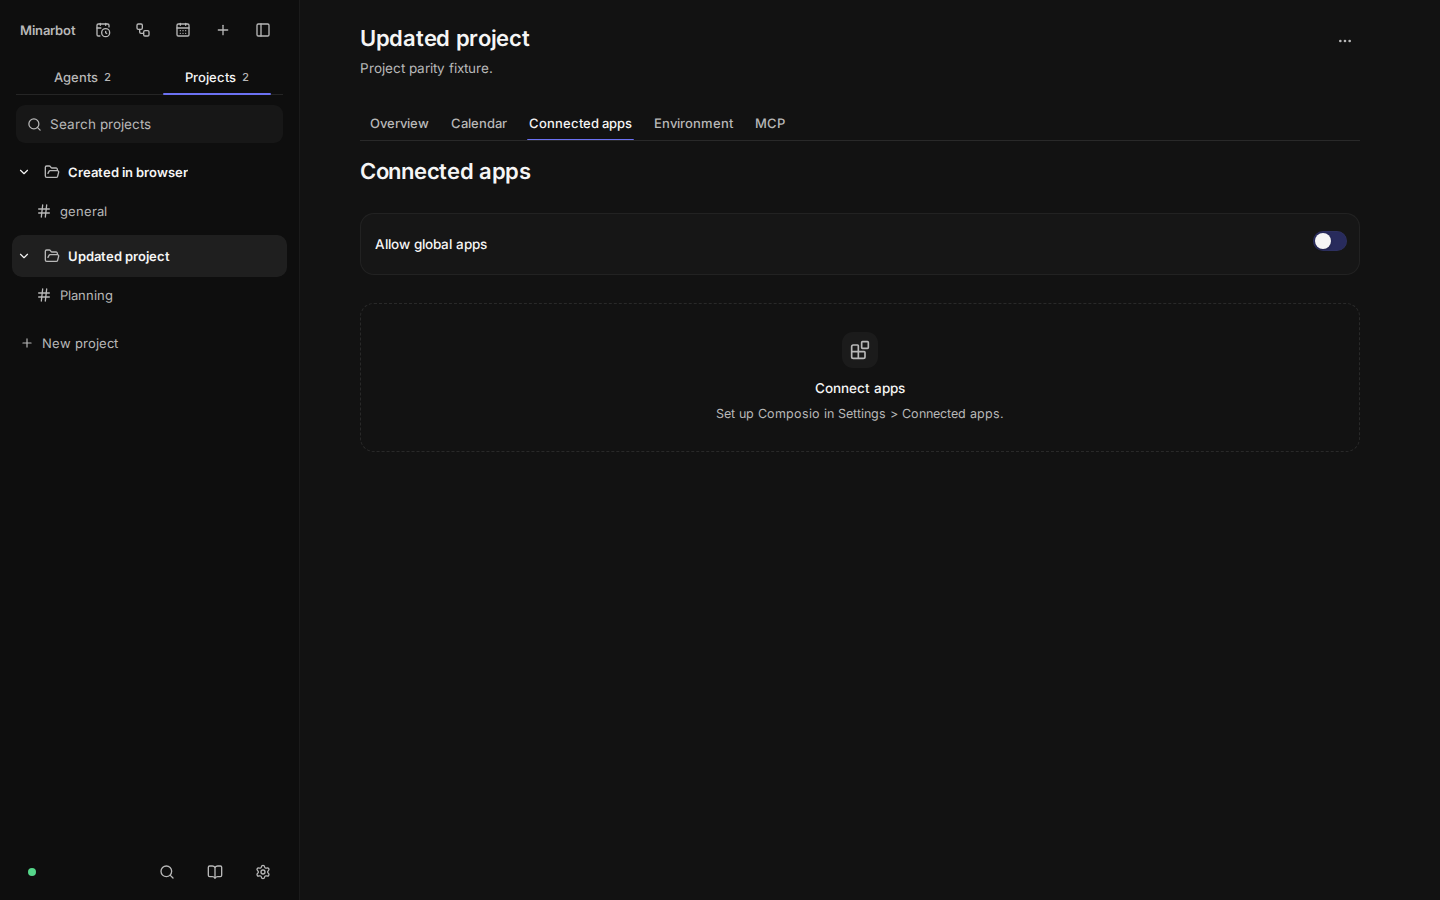 Minarbot
Agents 2
Projects 2
Search projects
Created in browser
general
Updated project
Planning
New project
Updated project
Project parity fixture.
Overview
Calendar
Connected apps
Environment
MCP
Connected apps
Allow global apps
Connect apps
Set up Composio in Settings > Connected apps.